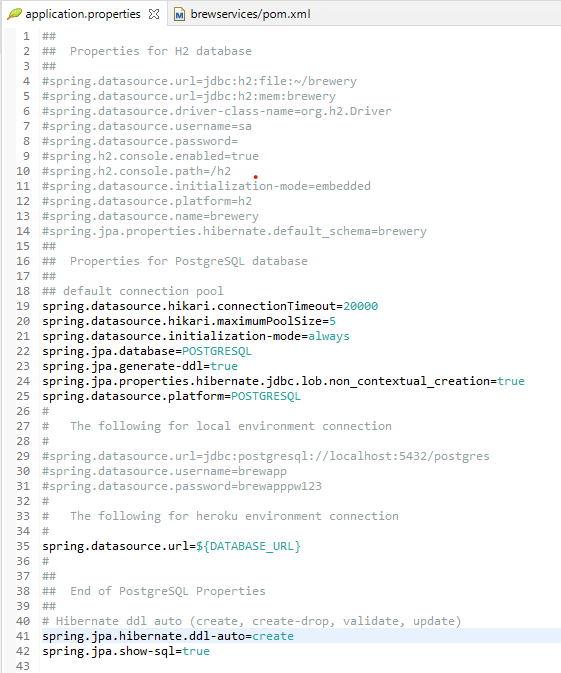 application.properties brewservices/pom.xml
1 ##
2 ##  Properties for H2 database
3 ##
4 #spring.datasource.url=jdbc:h2:file:~/brewery
5 #spring.datasource.url=jdbc:h2:mem:brewery
6 #spring.datasource.driver-class-name=org.h2.Driver
7 #spring.datasource.username=sa
8 #spring.datasource.password=
9 #spring.h2.console.enabled=true
10 #spring.h2.console.path=/h2
11 #spring.datasource.initialization-mode=embedded
12 #spring.datasource.platform=h2
13 #spring.datasource.name=brewery
14 #spring.jpa.properties.hibernate.default_schema=brewery
15 ##
16 ##  Properties for PostgreSQL database
17 ##
18 ## default connection pool
19 spring.datasource.hikari.connectionTimeout=20000
20 spring.datasource.hikari.maximumPoolSize=5
21 spring.datasource.initialization-mode=always
22 spring.jpa.database=POSTGRESQL
23 spring.jpa.generate-ddl=true
24 spring.jpa.properties.hibernate.jdbc.lob.non_contextual_creation=true
25 spring.datasource.platform=POSTGRESQL
26 #
27 #   The following for local environment connection
28 #
29 #spring.datasource.url=jdbc:postgresql://localhost:5432/postgres
30 #spring.datasource.username=brewapp
31 #spring.datasource.password=brewapppw123
32 #
33 #   The following for heroku environment connection
34 #
35 spring.datasource.url=${DATABASE_URL}
36 #
37 ##
38 ##  End of PostgreSQL Properties
39 ##
40 # Hibernate ddl auto (create, create-drop, validate, update)
41 spring.jpa.hibernate.ddl-auto=create
42 spring.jpa.show-sql=true
43